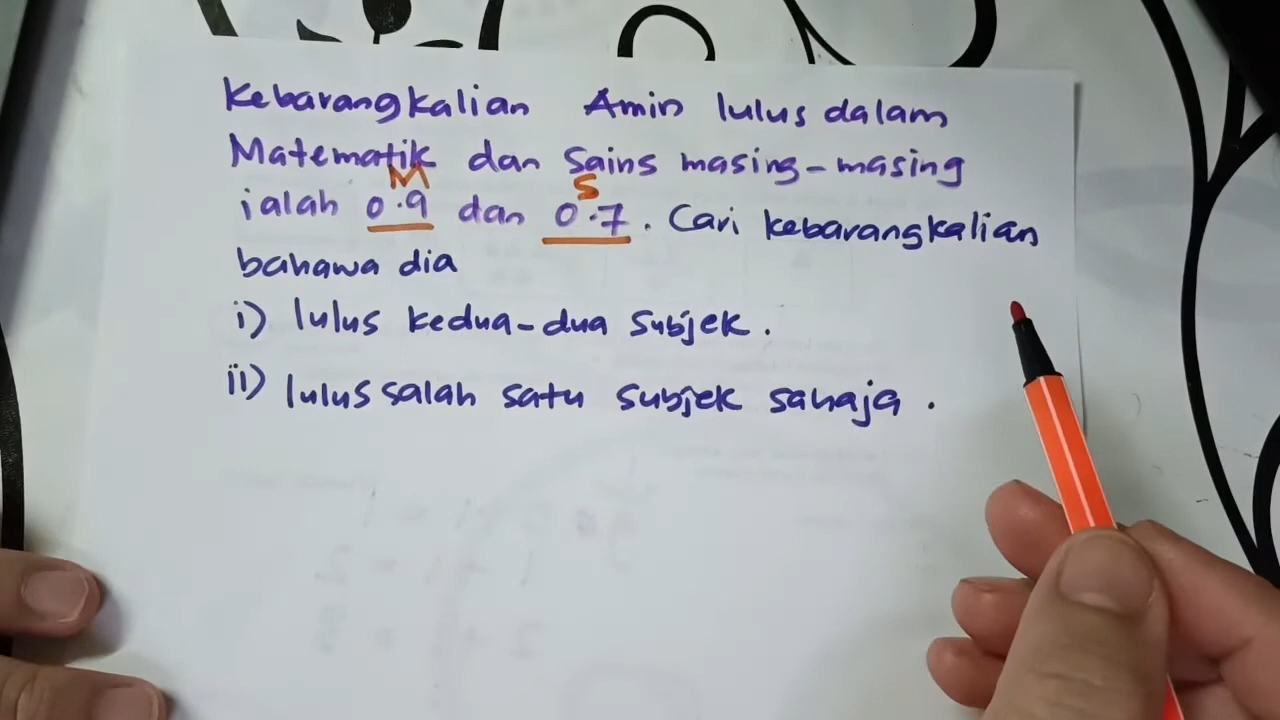 Kebarangkalian Amin lulus dalam
Matematik dan Sains masing-masing
M S
ialah 0.9 dan 0.7. Cari kebarangkalian
bahawa dia
i) lulus kedua-dua subjek.
ii) lulus salah satu subjek sahaja.